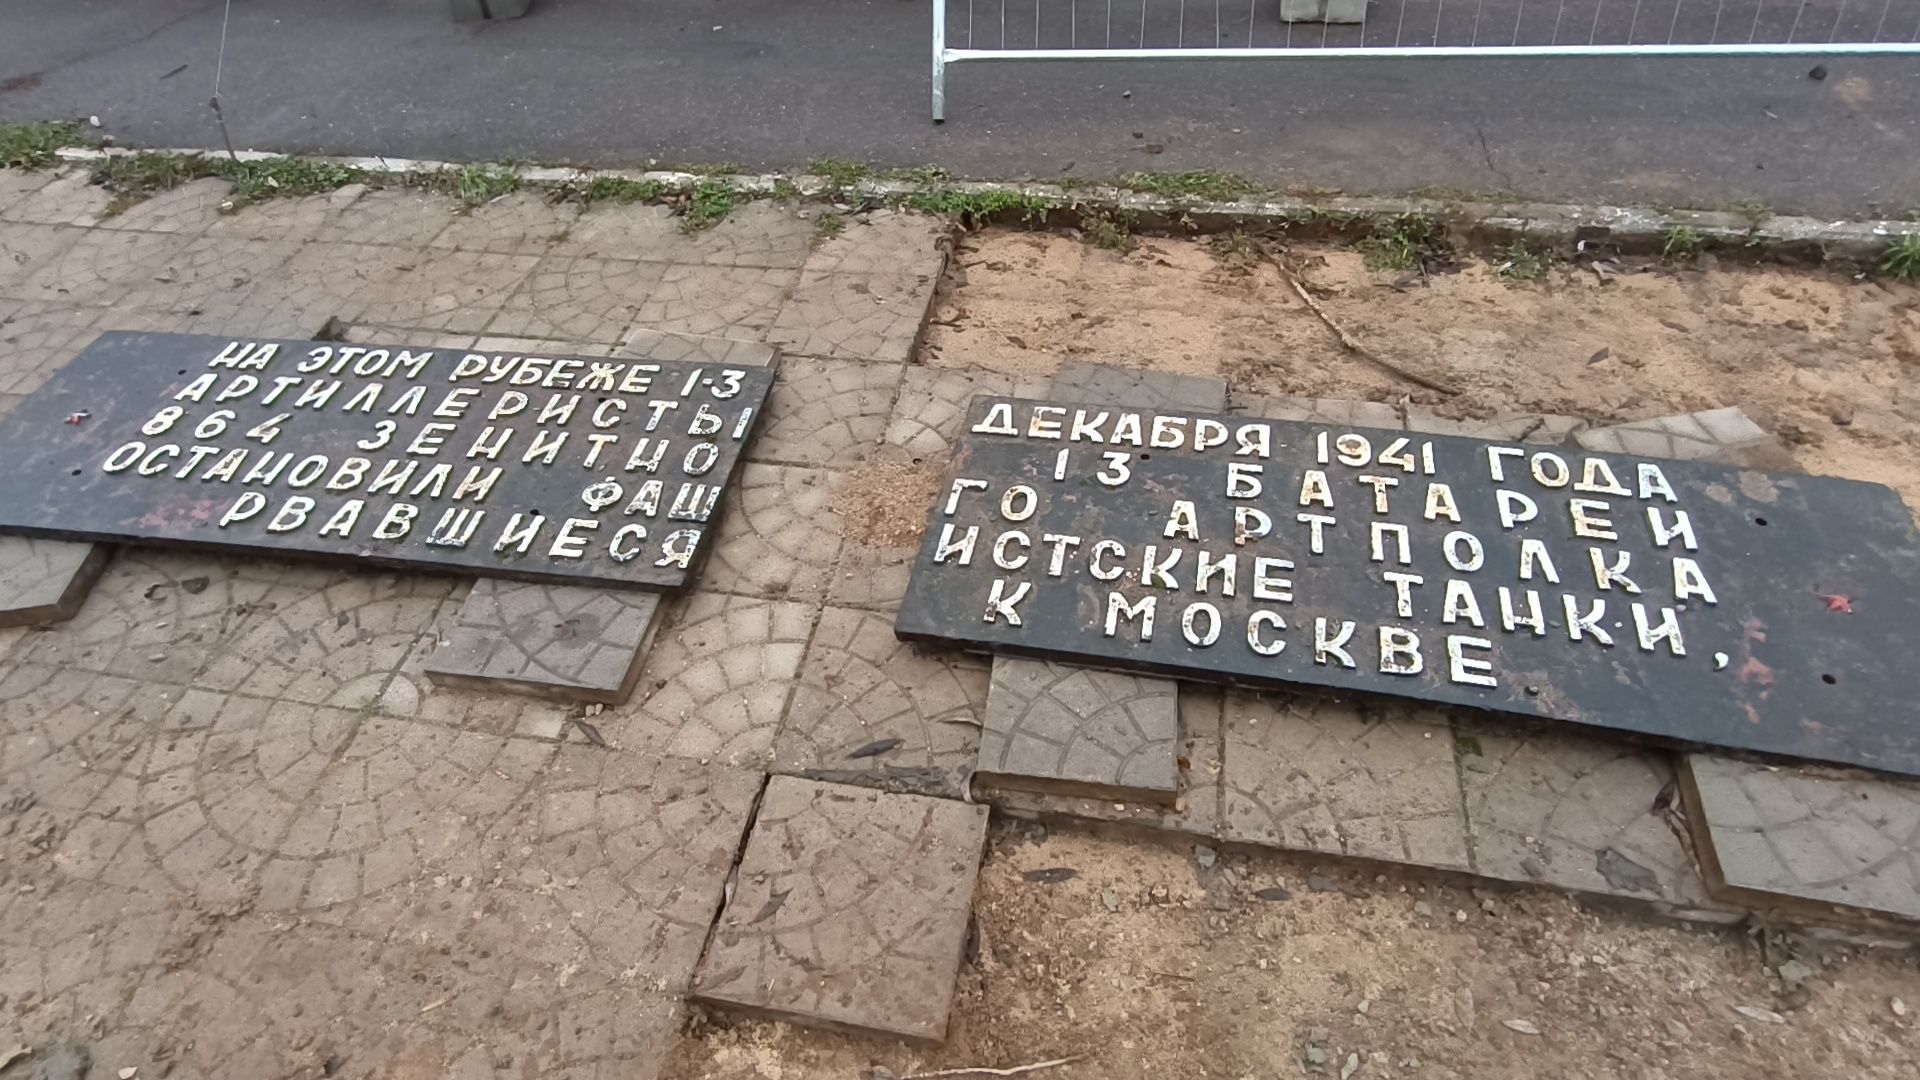 НА ЭТОМ РУБЕЖЕ 1-3
АРТИЛЛЕРИСТЫ
864 ЗЕНИТНО
ОСТАНОВИЛИ ФАШ
РВАВШИЕСЯ
ДЕКАБРЯ 1941 ГОДА
13 БАТАРЕИ
ГО АРТПОЛКА
ИСТСКИЕ ТАНКИ,
К МОСКВЕ